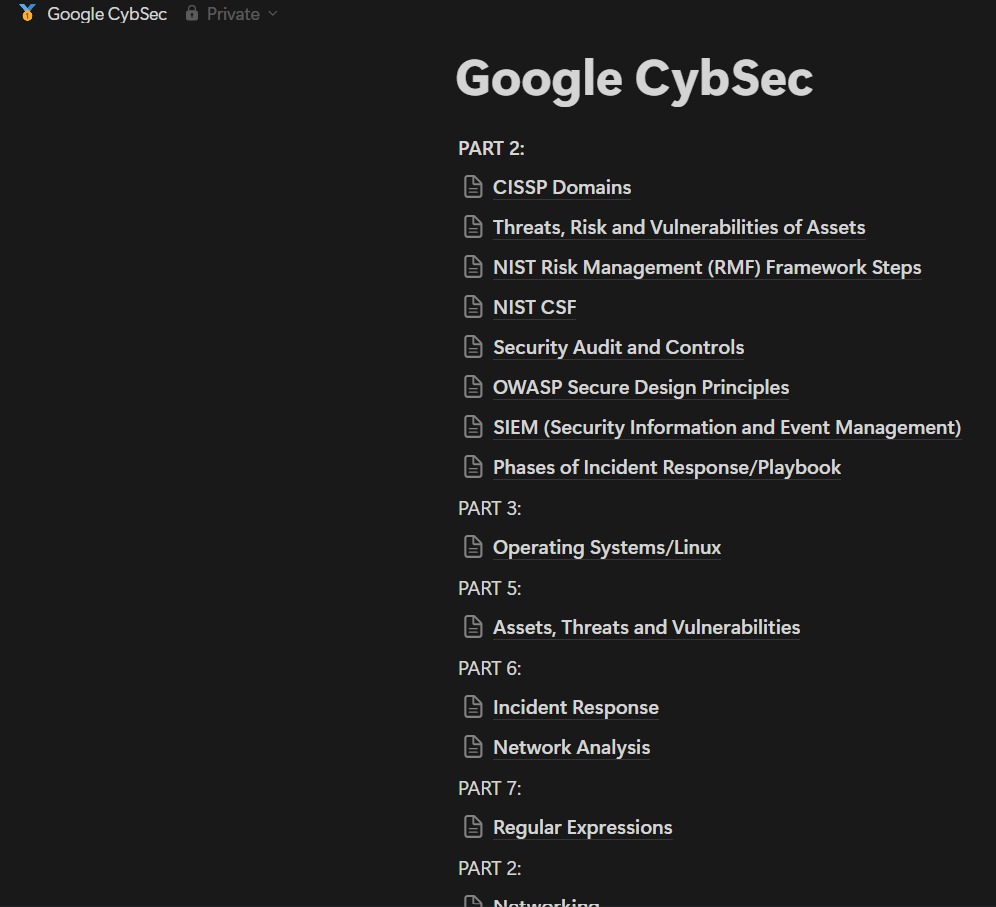 Google CybSec Private
Google CybSec
PART 2:
CISSP Domains
Threats, Risk and Vulnerabilities of Assets
NIST Risk Management (RMF) Framework Steps
NIST CSF
Security Audit and Controls
OWASP Secure Design Principles
SIEM (Security Information and Event Management)
Phases of Incident Response/Playbook
PART 3:
Operating Systems/Linux
PART 5:
Assets, Threats and Vulnerabilities
PART 6:
Incident Response
Network Analysis
PART 7:
Regular Expressions
PART 2:
Networking